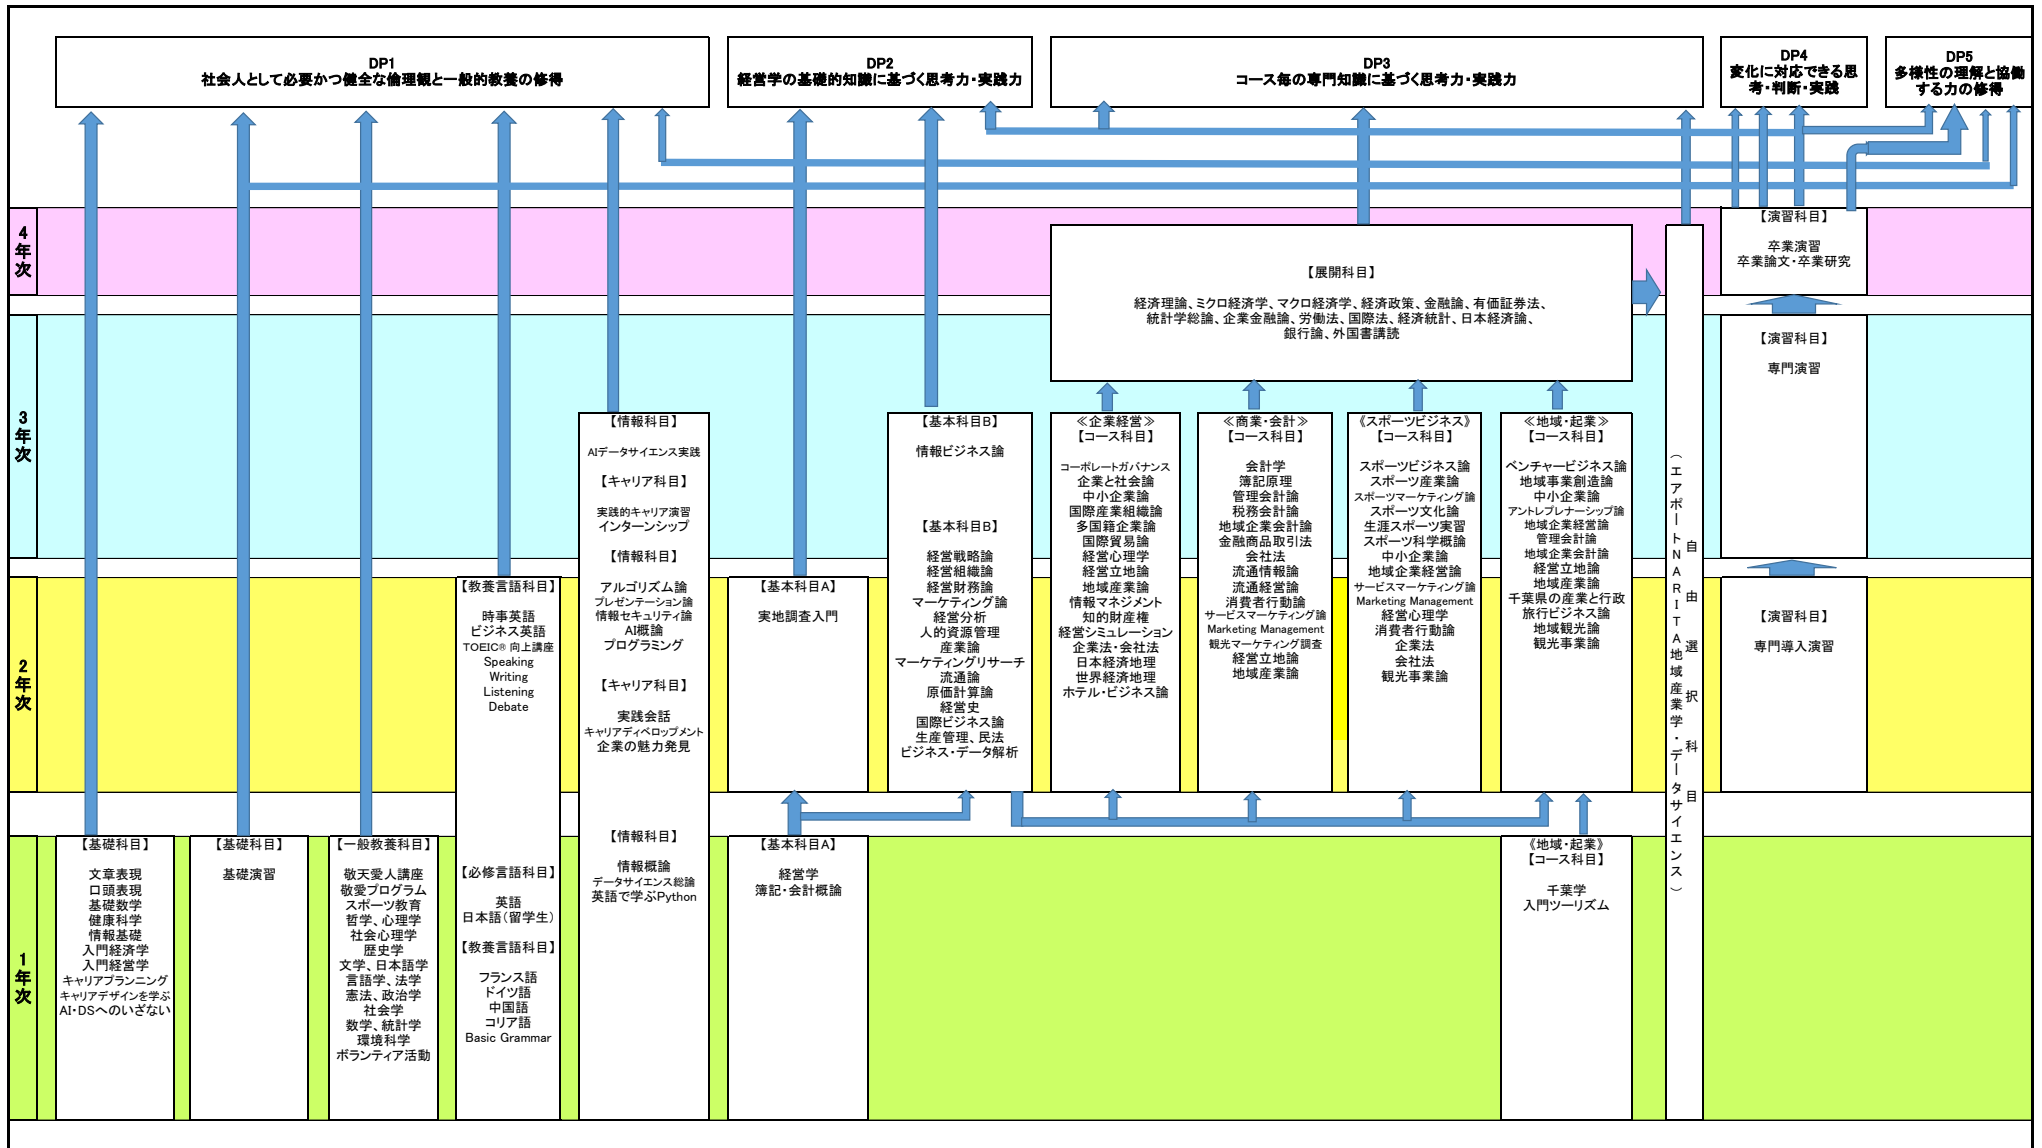 DP1
社会人として必要かつ健全な倫理観と一般的教養の修得
DP2
経営学の基礎的知識に基づく思考力・実践力
DP3
コース毎の専門知識に基づく思考力・実践力
DP4
変化に対応できる思
考・判断・実践
DP5
多様性の理解と協働
する力の修得
4年次
【展開科目】
経済理論、ミクロ経済学、マクロ経済学、経済政策、金融論、有価証券法、
統計学総論、企業金融論、労働法、国際法、経済統計、日本経済論、
銀行論、外国書講読
【演習科目】
卒業演習
卒業論文・卒業研究
3年次
【情報科目】
AIデータサイエンス実践
【キャリア科目】
実践的キャリア演習
インターンシップ
【情報科目】
アルゴリズム論
プレゼンテーション論
情報セキュリティ論
AI概論
プログラミング
【キャリア科目】
実践会話
キャリアディベロップメント
企業の魅力発見
【情報科目】
情報概論
データサイエンス総論
英語で学ぶPython
【基本科目B】
情報ビジネス論
【基本科目B】
経営戦略論
経営組織論
経営財務論
マーケティング論
経営分析
人的資源管理
産業論
マーケティングリサーチ
流通論
原価計算論
経営史
国際ビジネス論
生産管理、民法
ビジネス・データ解析
≪企業経営≫
【コース科目】
コーポレートガバナンス
企業と社会論
中小企業論
国際産業組織論
多国籍企業論
国際貿易論
経営心理学
経営立地論
地域産業論
情報マネジメント
知的財産権
経営シミュレーション
企業法・会社法
日本経済地理
世界経済地理
ホテル・ビジネス論
≪商業・会計≫
【コース科目】
会計学
簿記原理
管理会計論
税務会計論
地域企業会計論
金融商品取引法
会社法
流通情報論
流通経営論
消費者行動論
サービスマーケティング論
Marketing Management
観光マーケティング調査
経営立地論
地域産業論
《スポーツビジネス》
【コース科目】
スポーツビジネス論
スポーツ産業論
スポーツマーケティング論
スポーツ文化論
生涯スポーツ実習
スポーツ科学概論
中小企業論
地域企業経営論
サービスマーケティング論
Marketing Management
経営心理学
消費者行動論
企業法
会社法
観光事業論
≪地域・起業≫
【コース科目】
ベンチャービジネス論
地域事業創造論
中小企業論
アントレプレナーシップ論
地域企業経営論
管理会計論
地域企業会計論
経営立地論
地域産業論
千葉県の産業と行政
旅行ビジネス論
地域観光論
観光事業論
自由選択科目
（エアポートNARITA地域産業学・データサイエンス）
【演習科目】
専門演習
2年次
【教養言語科目】
時事英語
ビジネス英語
TOEIC® 向上講座
Speaking
Writing
Listening
Debate
【基本科目A】
実地調査入門
【演習科目】
専門導入演習
1年次
【基礎科目】
文章表現
口頭表現
基礎数学
健康科学
情報基礎
入門経済学
入門経営学
キャリアプランニング
キャリアデザインを学ぶ
AI・DSへのいざない
【基礎科目】
基礎演習
【一般教養科目】
敬天愛人講座
敬愛プログラム
スポーツ教育
哲学、心理学
社会心理学
歴史学
文学、日本語学
言語学、法学
憲法、政治学
社会学
数学、統計学
環境科学
ボランティア活動
【必修言語科目】
英語
日本語（留学生）
【教養言語科目】
フランス語
ドイツ語
中国語
コリア語
Basic Grammar
【基本科目A】
経営学
簿記・会計概論
《地域・起業》
【コース科目】
千葉学
入門ツーリズム